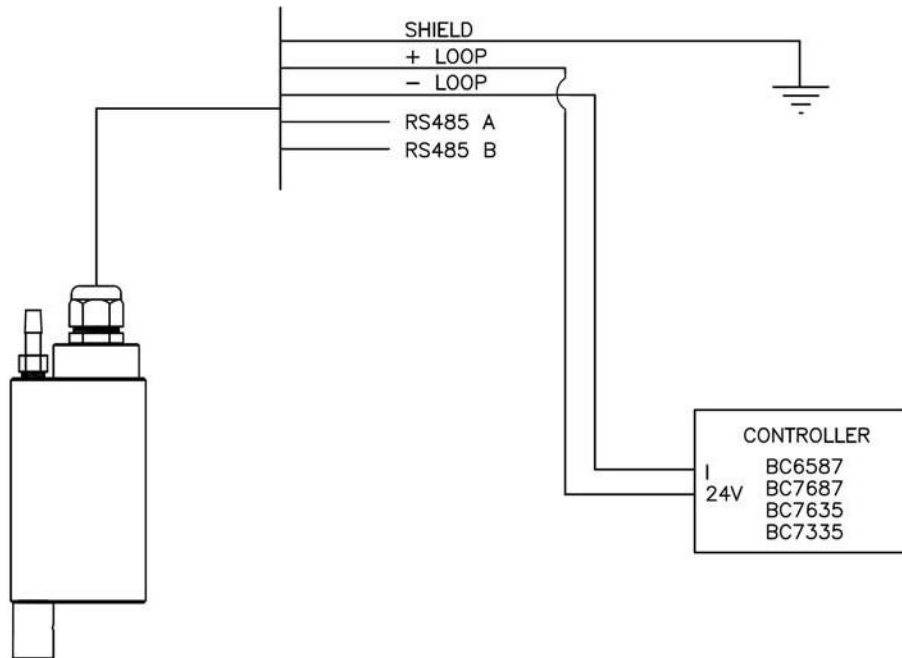 SHIELD
+ LOOP
− LOOP
RS485 A
RS485 B
CONTROLLER
I
24V
BC6587
BC7687
BC7635
BC7335